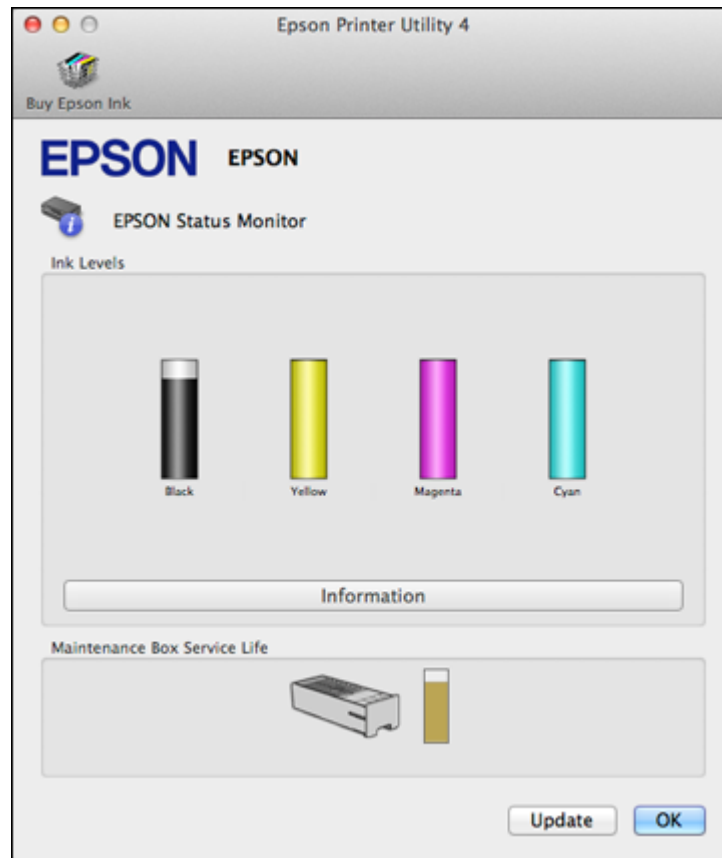 Epson Printer Utility 4
Buy Epson Ink
EPSON EPSON
EPSON Status Monitor
Ink Levels
Black Yellow Magenta Cyan
Information
Maintenance Box Service Life
Update OK